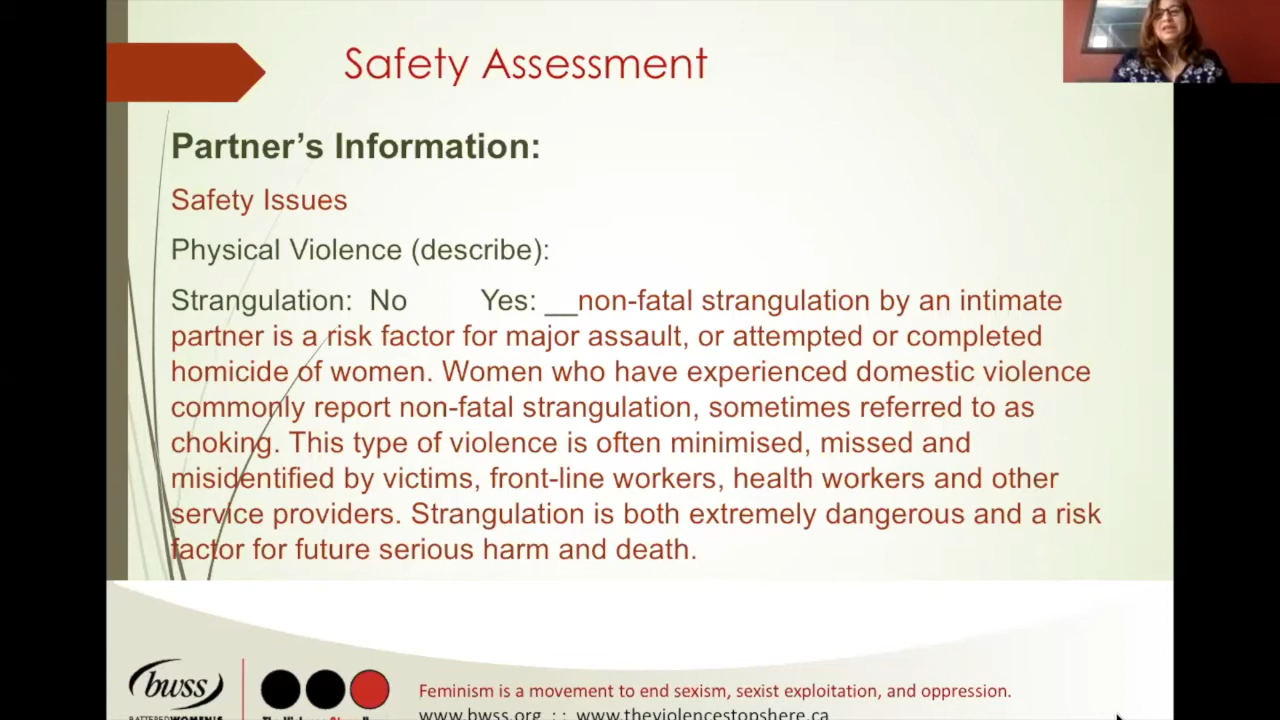 Safety Assessment
Partner’s Information:
Safety Issues
Physical Violence (describe):
Strangulation: No Yes: __non-fatal strangulation by an intimate
partner is a risk factor for major assault, or attempted or completed
homicide of women. Women who have experienced domestic violence
commonly report non-fatal strangulation, sometimes referred to as
choking. This type of violence is often minimised, missed and
misidentified by victims, front-line workers, health workers and other
service providers. Strangulation is both extremely dangerous and a risk
factor for future serious harm and death.
bwss
BATTERED WOMEN'S
Feminism is a movement to end sexism, sexist exploitation, and oppression.
www.bwss.org :: www.theviolencestopshere.ca